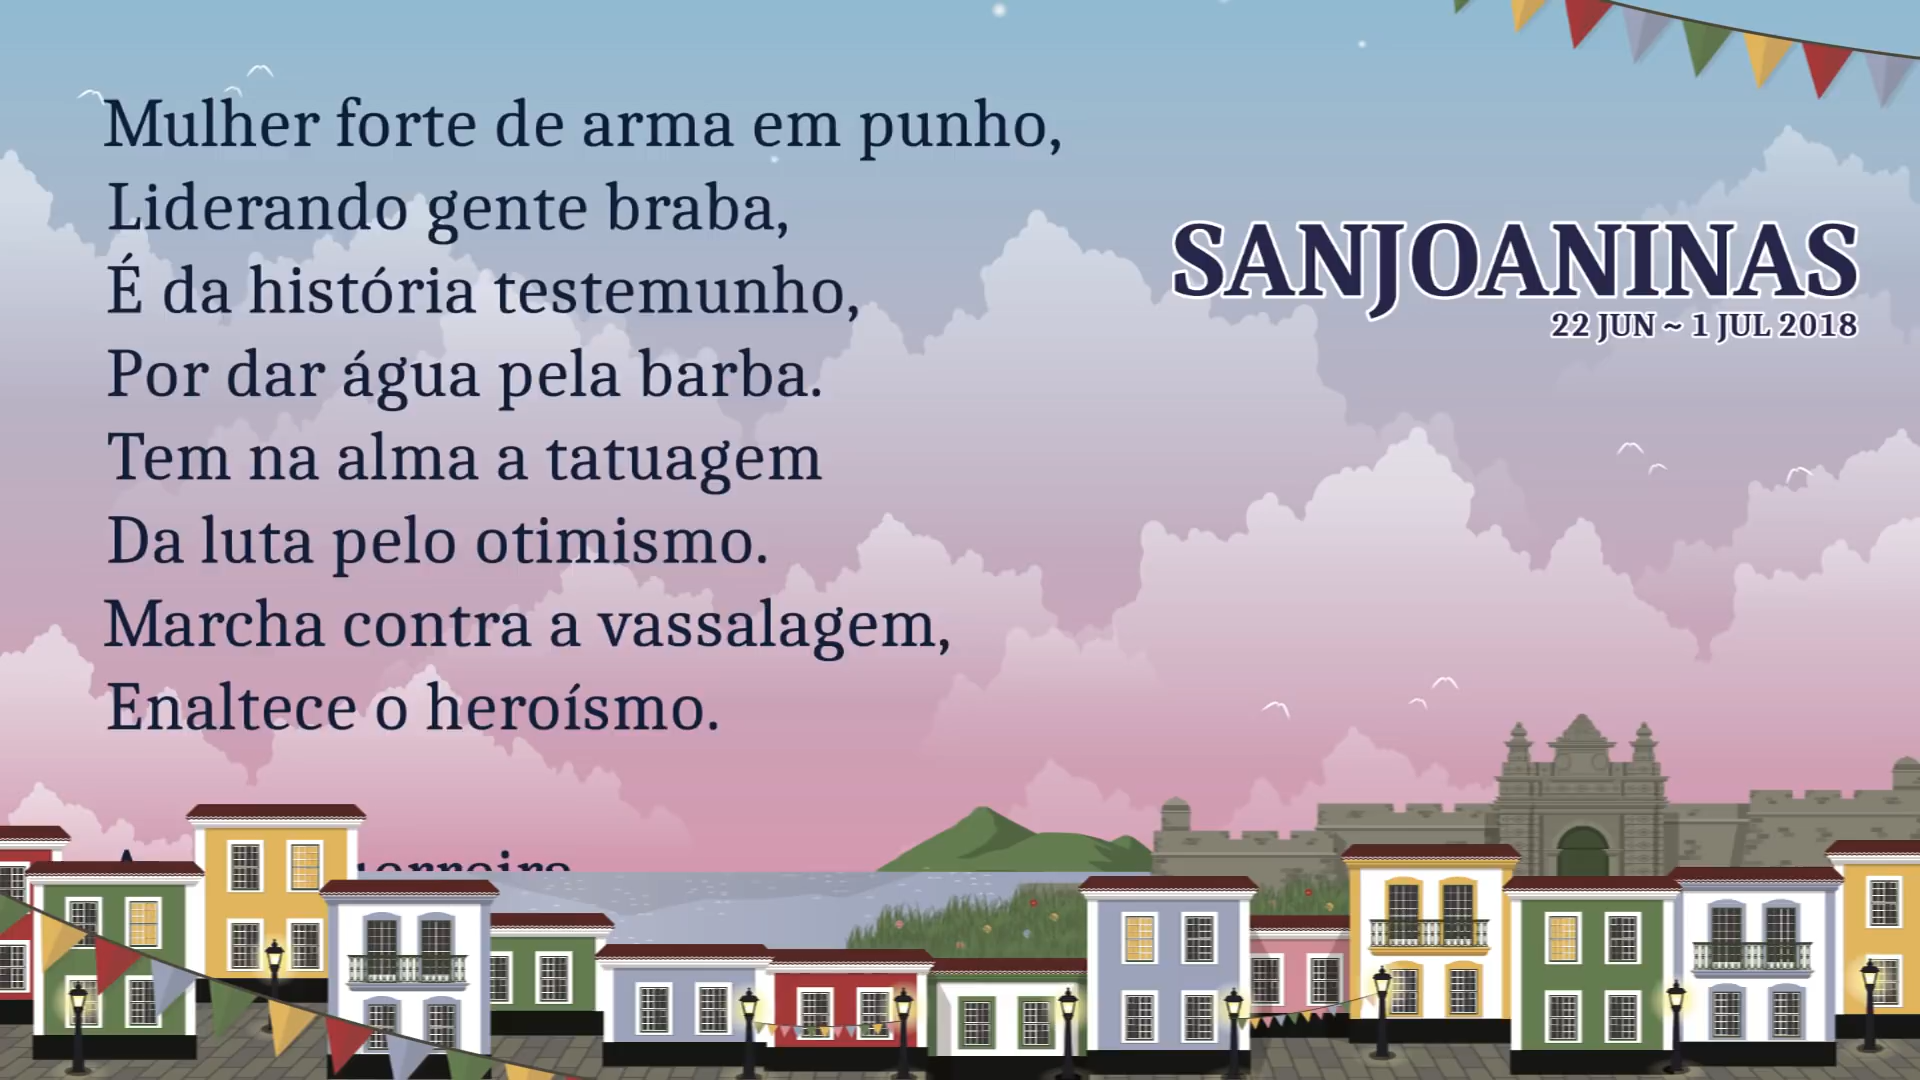 Mulher forte de arma em punho,
Liderando gente braba,
É da história testemunho,
Por dar água pela barba.
Tem na alma a tatuagem
Da luta pelo otimismo.
Marcha contra a vassalagem,
Enaltece o heroísmo.
SANJOANINAS
22 JUN ~ 1 JUL 2018